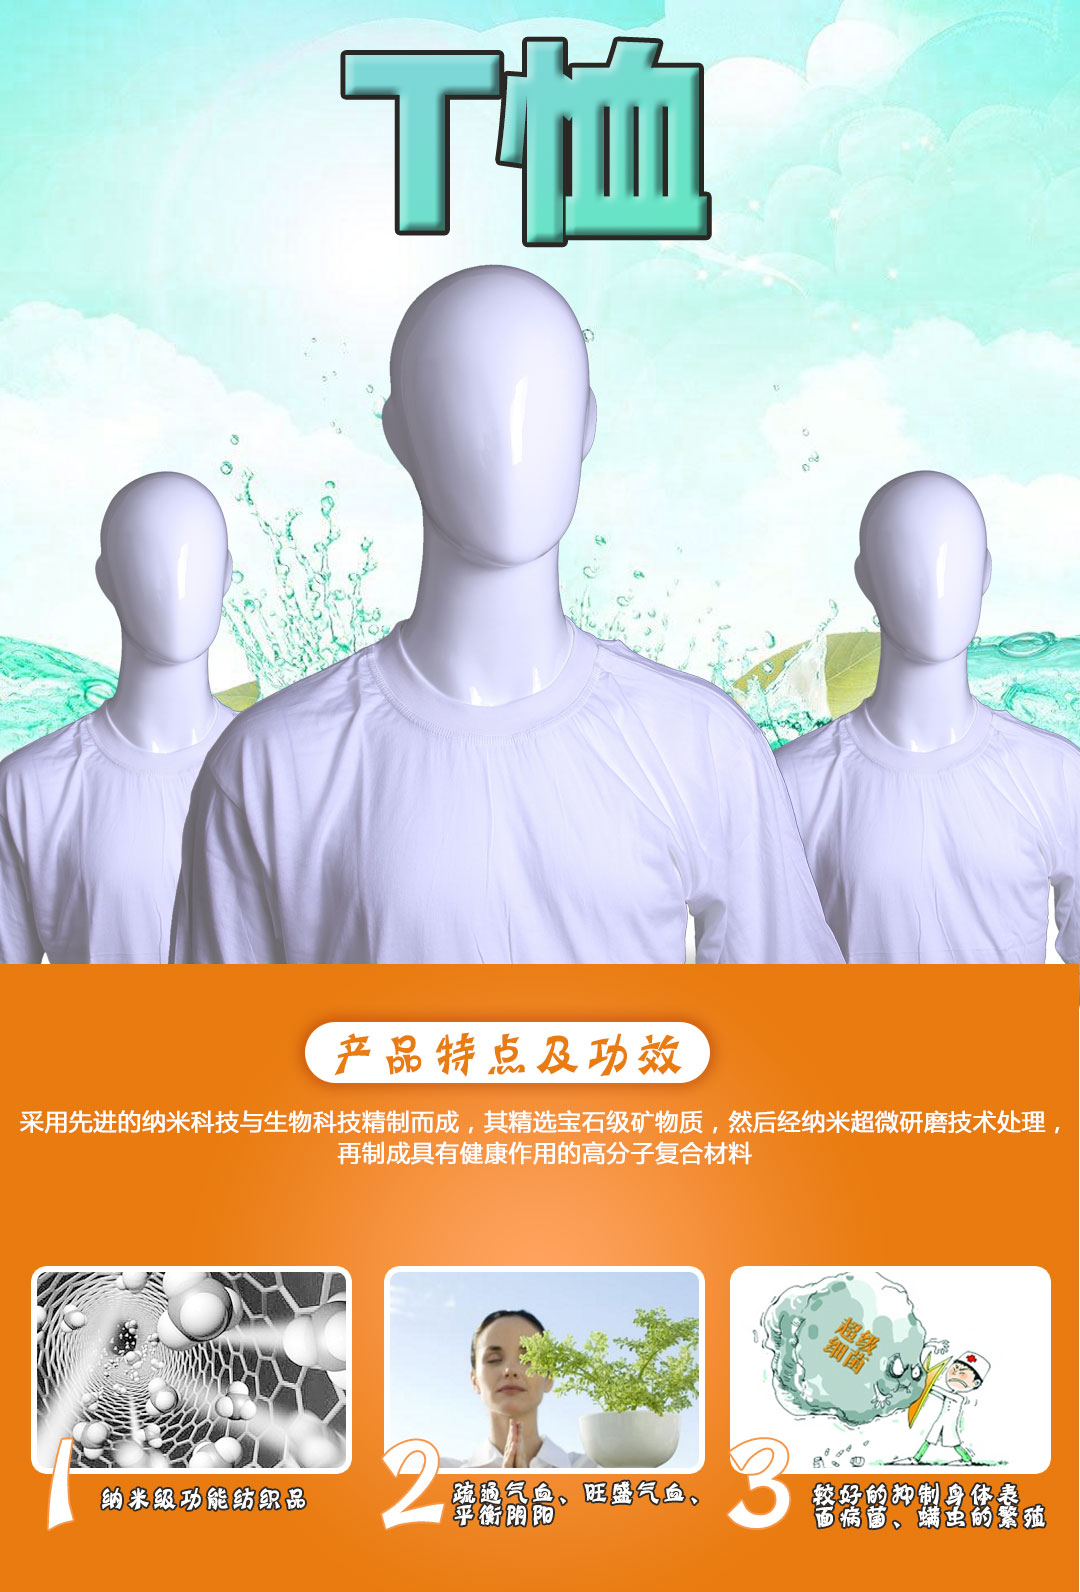 T恤
产品特点及功效
采用先进的纳米科技与生物科技精制而成，其精选宝石级矿物质，然后经纳米超微研磨技术处理，
再制成具有健康作用的高分子复合材料
超级
细菌
1 纳米级功能纺织品
2 疏通气血、旺盛气血、
平衡阴阳
3 较好的抑制身体表
面病菌、螨虫的繁殖